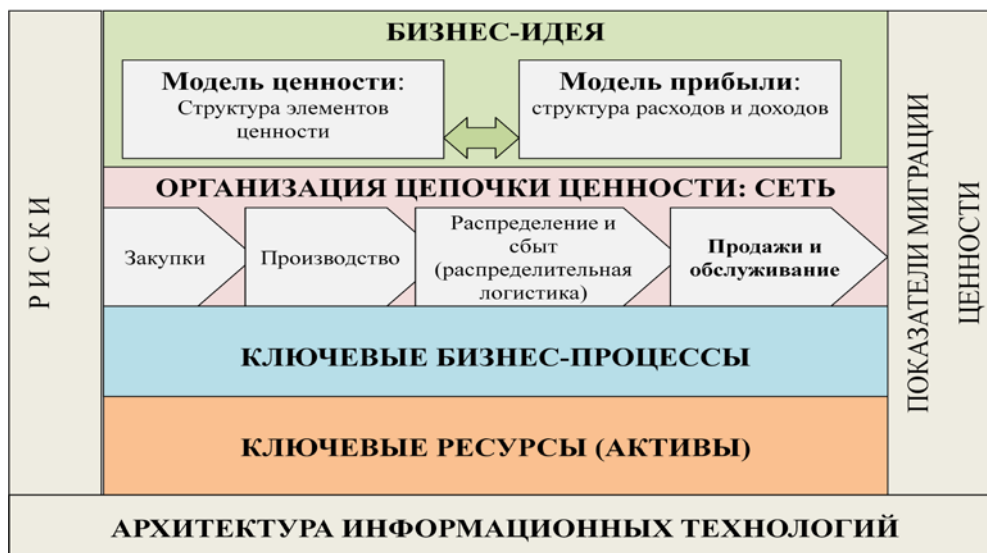 РИСКИ
БИЗНЕС-ИДЕЯ
Модель ценности:
Структура элементов
ценности
Модель прибыли:
структура расходов и доходов
ОРГАНИЗАЦИЯ ЦЕПОЧКИ ЦЕННОСТИ: СЕТЬ
Закупки
Производство
Распределение и
сбыт
(распределительная
логистика)
Продажи и
обслуживание
КЛЮЧЕВЫЕ БИЗНЕС-ПРОЦЕССЫ
КЛЮЧЕВЫЕ РЕСУРСЫ (АКТИВЫ)
ПОКАЗАТЕЛИ МИГРАЦИИ
ЦЕННОСТИ
АРХИТЕКТУРА ИНФОРМАЦИОННЫХ ТЕХНОЛОГИЙ